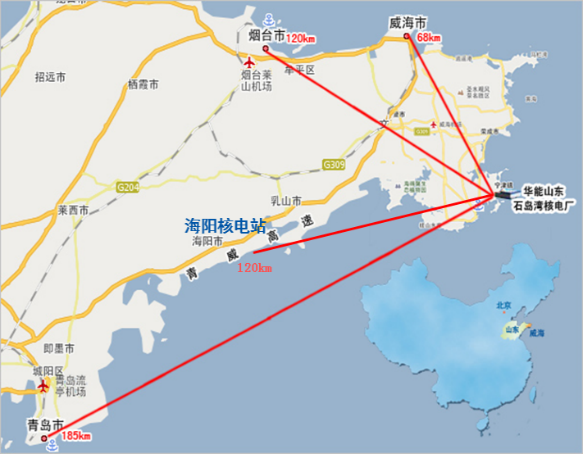 威海市
68km
烟台市
120km
招远市
栖霞市
烟台莱
山机场
牟平区
G309
G204
宁津镇
华能山东
石岛湾核电厂
莱西市
乳山市
海阳核电站
海阳市
青威高速
120km
即墨市
城阳区
青岛流
亭机场
青岛市
185km
北京
山东
威海